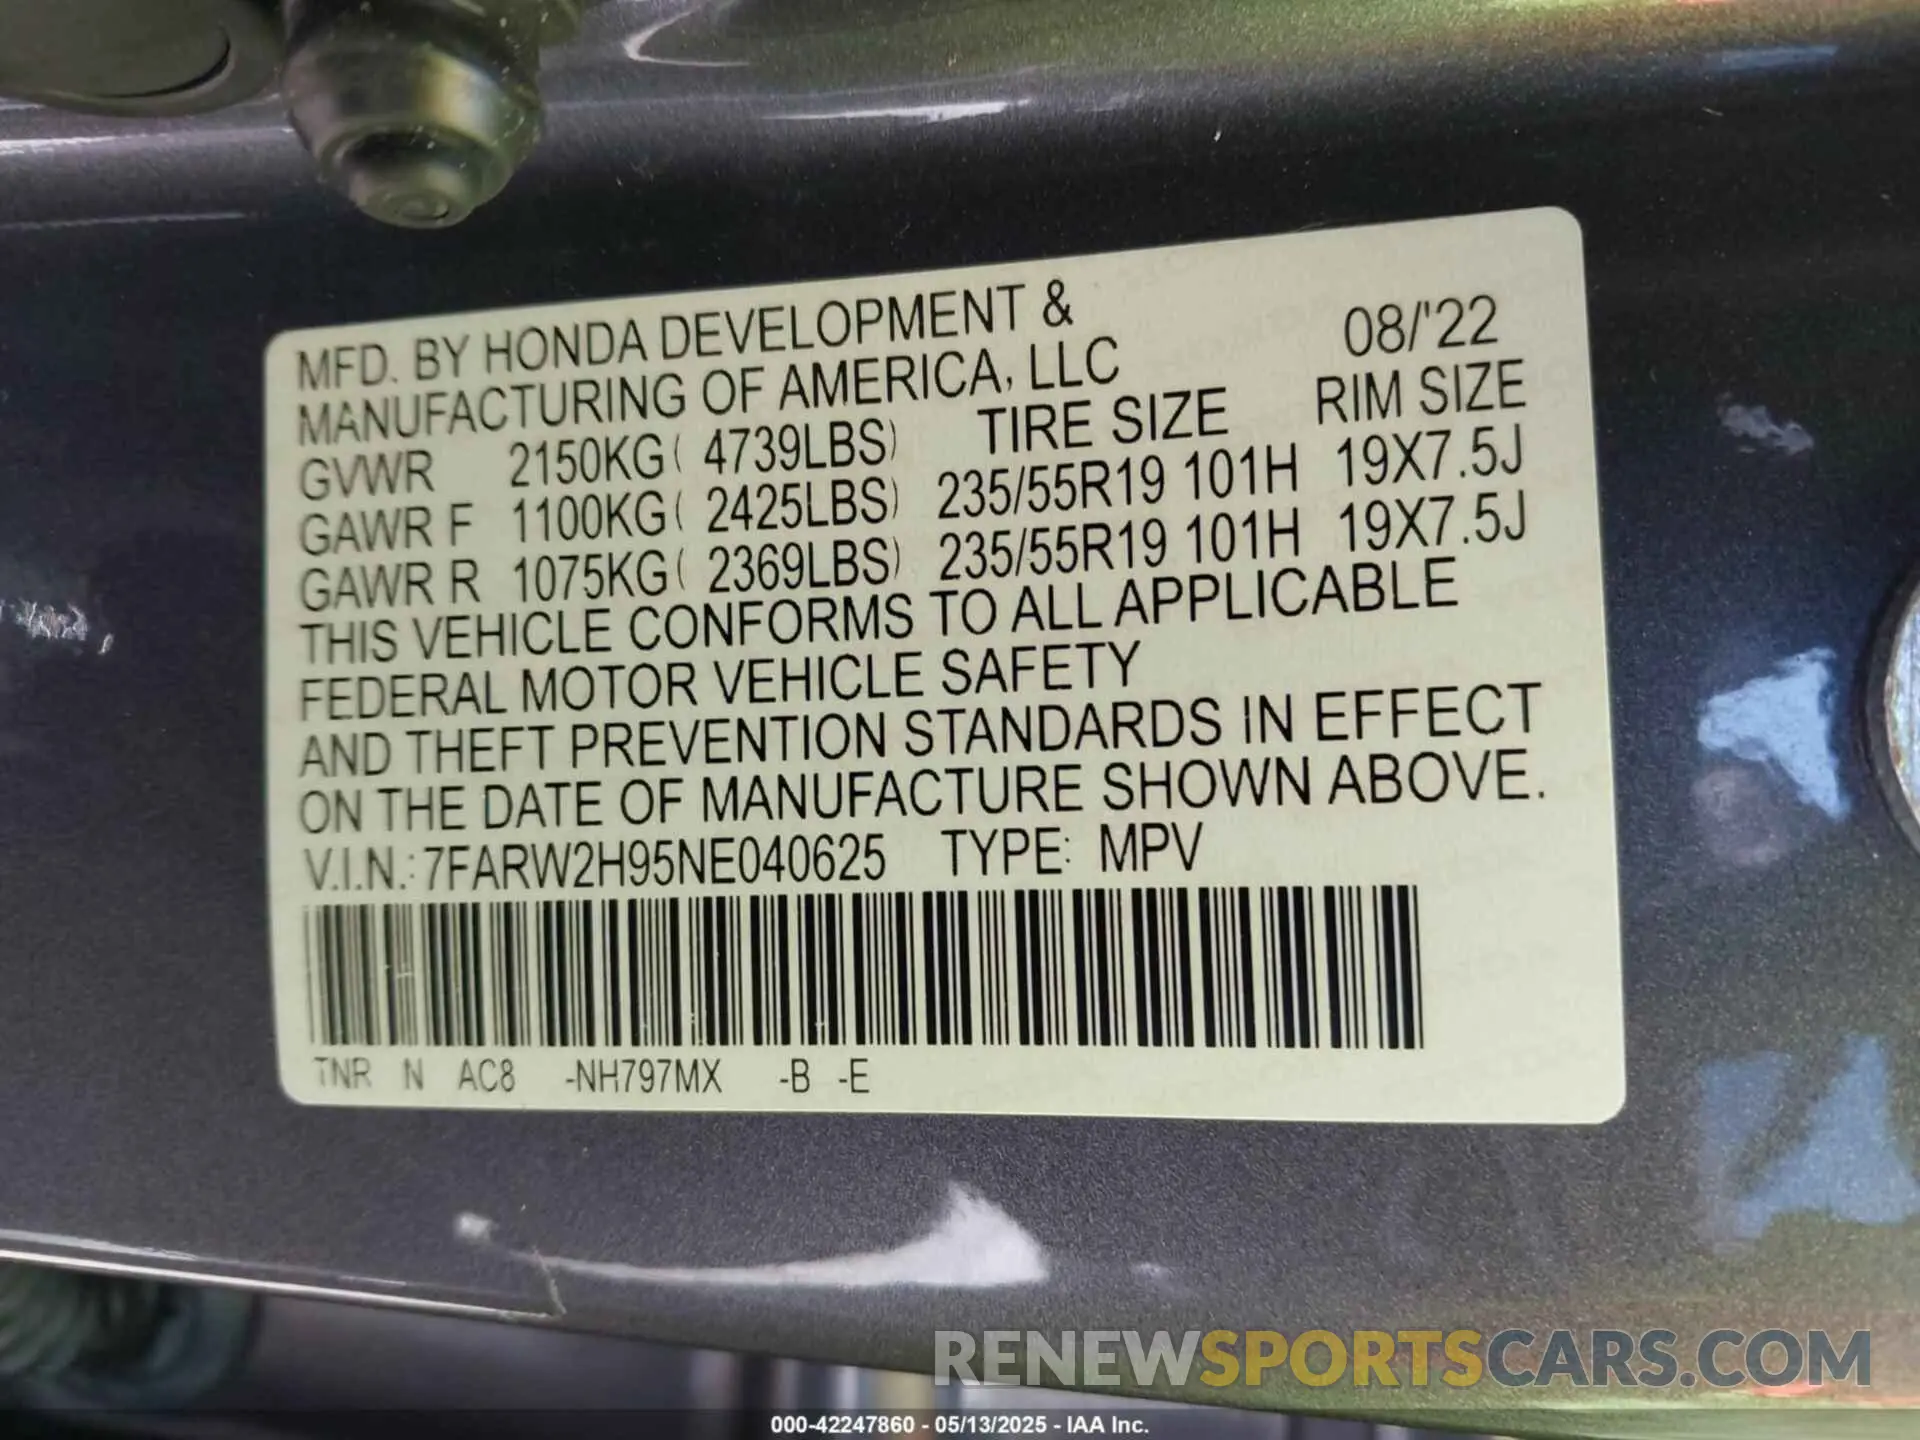 MFD. BY HONDA DEVELOPMENT &
MANUFACTURING OF AMERICA, LLC 08/'22
TIRE SIZE RIM SIZE
GVWR 2150KG( 4739LBS)
GAWR F 1100KG( 2425LBS) 235/55R19 101H 19X7.5J
GAWR R 1075KG( 2369LBS) 235/55R19 101H 19X7.5J
THIS VEHICLE CONFORMS TO ALL APPLICABLE
FEDERAL MOTOR VEHICLE SAFETY
AND THEFT PREVENTION STANDARDS IN EFFECT
ON THE DATE OF MANUFACTURE SHOWN ABOVE.
V.I.N.: 7FARW2H95NE040625 TYPE: MPV
TNR N AC8 -NH797MX -B -E
RENEWSPORTSCARS.COM
000-42247860 - 05/13/2025 - IAA Inc.